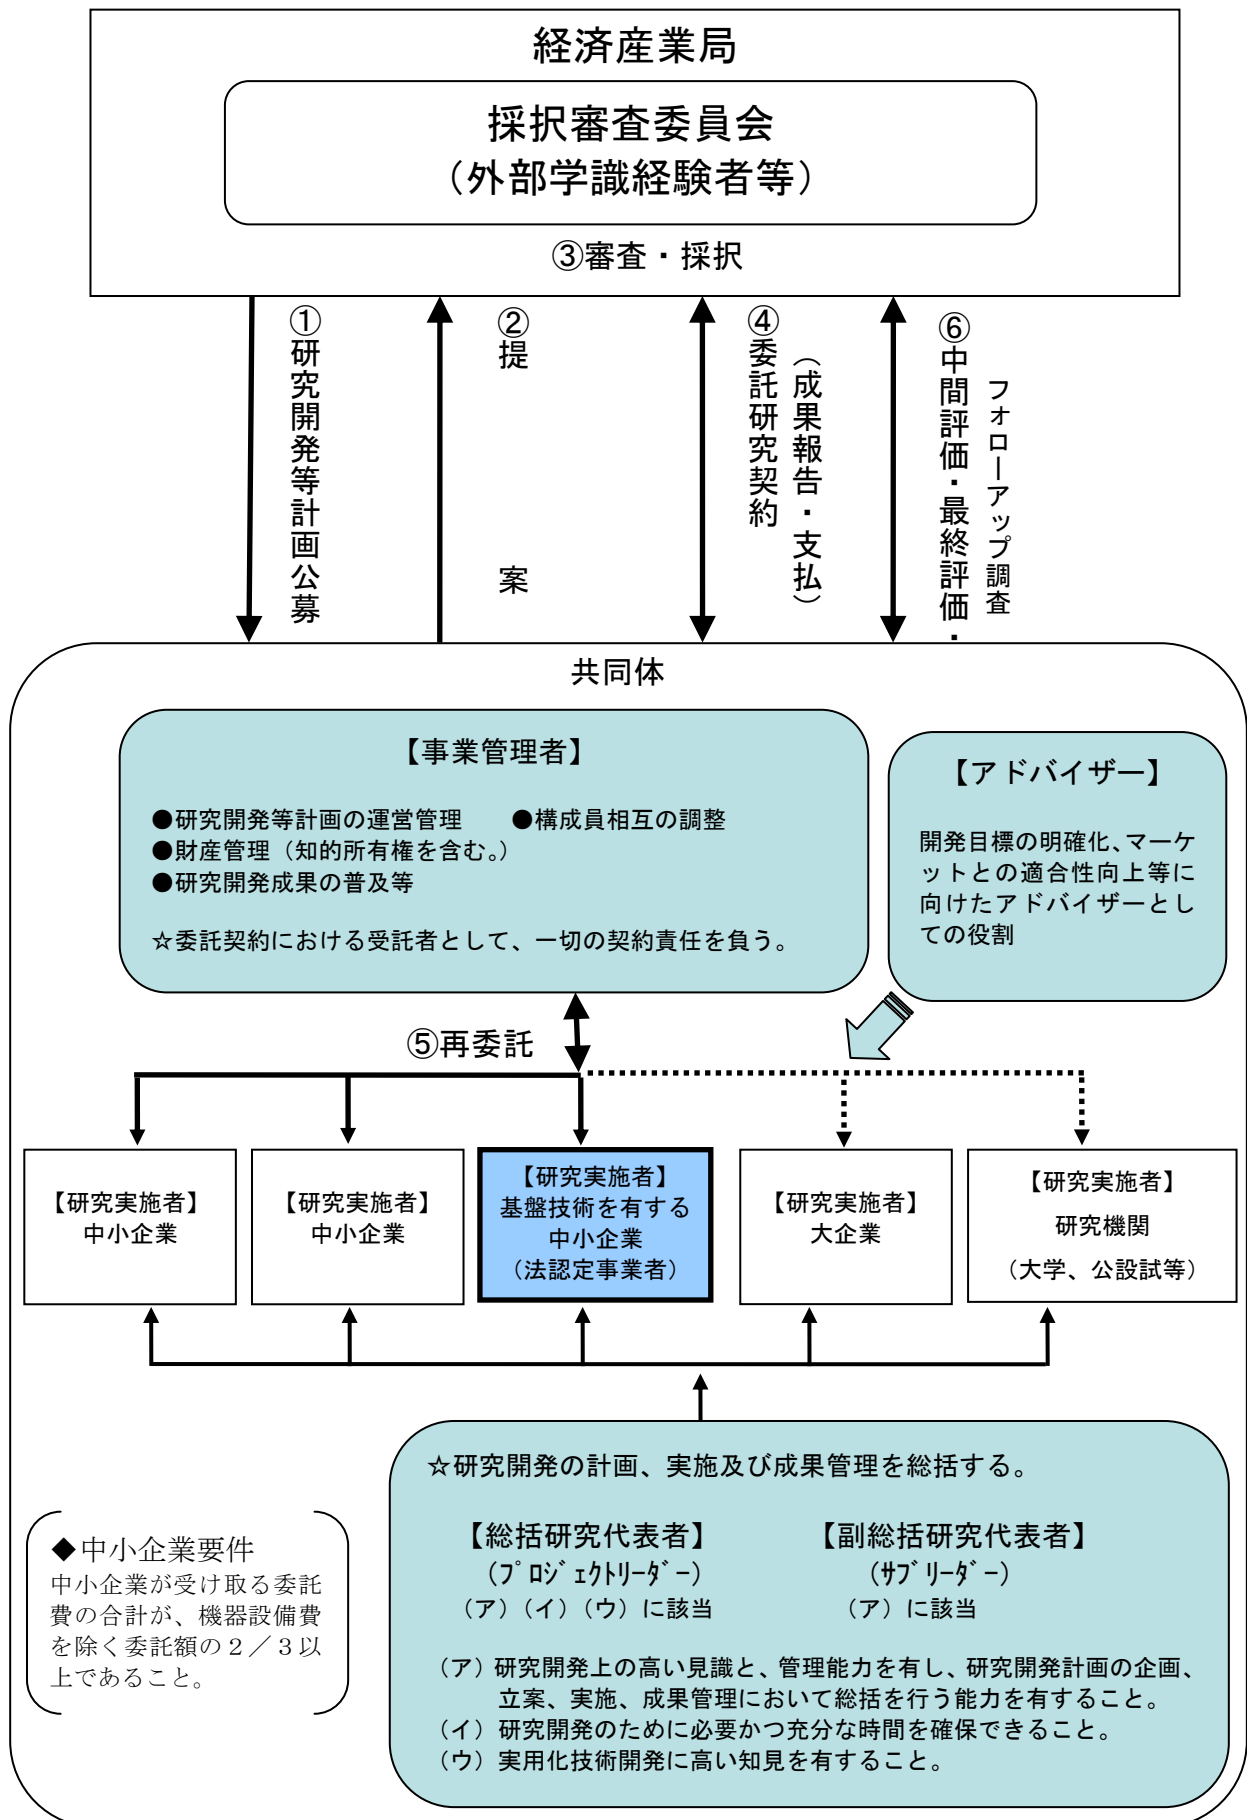 経済産業局
採択審査委員会
（外部学識経験者等）
③審査・採択
①研究開発等計画公募
②提　　案
④委託研究契約
（成果報告・支払）
⑥中間評価・最終評価・
フォローアップ調査
共同体
【事業管理者】
●研究開発等計画の運営管理　●構成員相互の調整
●財産管理（知的所有権を含む。）
●研究開発成果の普及等
☆委託契約における受託者として、一切の契約責任を負う。
【アドバイザー】
開発目標の明確化、マーケ
ットとの適合性向上等に
向けたアドバイザーとし
ての役割
⑤再委託
【研究実施者】
中小企業
【研究実施者】
中小企業
【研究実施者】
基盤技術を有する
中小企業
（法認定事業者）
【研究実施者】
大企業
【研究実施者】
研究機関
（大学、公設試等）
☆研究開発の計画、実施及び成果管理を総括する。
【総括研究代表者】
（ﾌﾟﾛｼﾞｪｸﾄﾘｰﾀﾞｰ）
（ア）（イ）（ウ）に該当
【副総括研究代表者】
（ｻﾌﾞﾘｰﾀﾞｰ）
（ア）に該当
（ア）研究開発上の高い見識と、管理能力を有し、研究開発計画の企画、
立案、実施、成果管理において総括を行う能力を有すること。
（イ）研究開発のために必要かつ充分な時間を確保できること。
（ウ）実用化技術開発に高い知見を有すること。
◆中小企業要件
中小企業が受け取る委託
費の合計が、機器設備費
を除く委託額の２／３以
上であること。